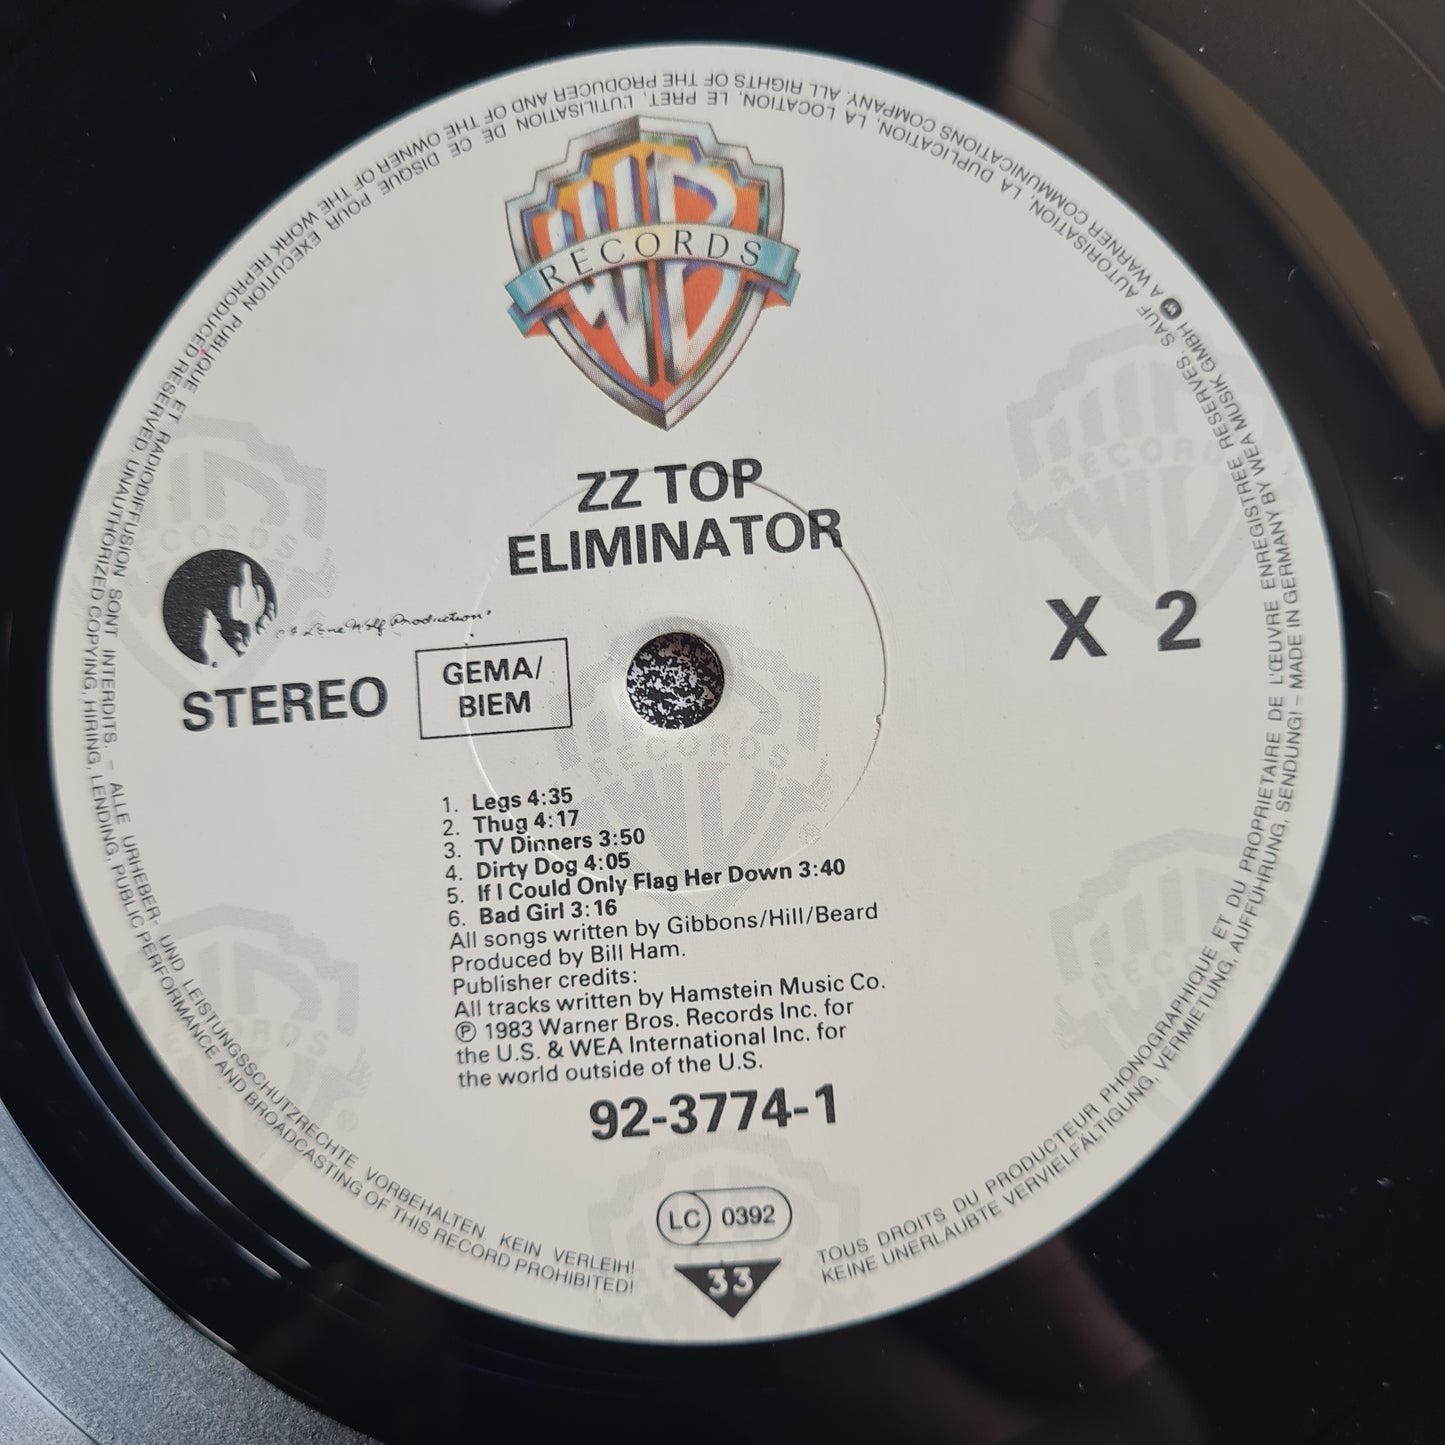 RECORDS
ZZ TOP
ELIMINATOR
a Lone Wolf Production
STEREO
GEMA/
BIEM
X 2
1. Legs 4:35
2. Thug 4:17
3. TV Dinners 3:50
4. Dirty Dog 4:05
5. If I Could Only Flag Her Down 3:40
6. Bad Girl 3:16
All songs written by Gibbons/Hill/Beard
Produced by Bill Ham.
Publisher credits:
All tracks written by Hamstein Music Co.
Ⓟ 1983 Warner Bros. Records Inc. for
the U.S. & WEA International Inc. for
the world outside of the U.S.
92-3774-1
LC 0392
33
TOUS DROITS DU PRODUCTEUR PHONOGRAPHIQUE ET DU PROPRIETAIRE DE L'ŒUVRE ENREGISTREE RESERVES. SAUF AUTORISATION, LA DUPLICATION, LA LOCATION, LE PRET, L'UTILISATION DE CE DISQUE POUR EXECUTION PUBLIQUE ET RADIODIFFUSION SONT INTERDITS. – ALLE URHEBER- UND LEISTUNGSSCHUTZRECHTE VORBEHALTEN. KEIN VERLEIH!
KEINE UNERLAUBTE VERVIELFÄLTIGUNG, VERMIETUNG, AUFFÜHRUNG, SENDUNG! – MADE IN GERMANY BY WEA MUSIK GMBH A WARNER COMMUNICATIONS COMPANY. ALL RIGHTS OF THE PRODUCER AND OF THE OWNER OF THE WORK REPRODUCED RESERVED. UNAUTHORIZED COPYING, HIRING, LENDING, PUBLIC PERFORMANCE AND BROADCASTING OF THIS RECORD PROHIBITED!